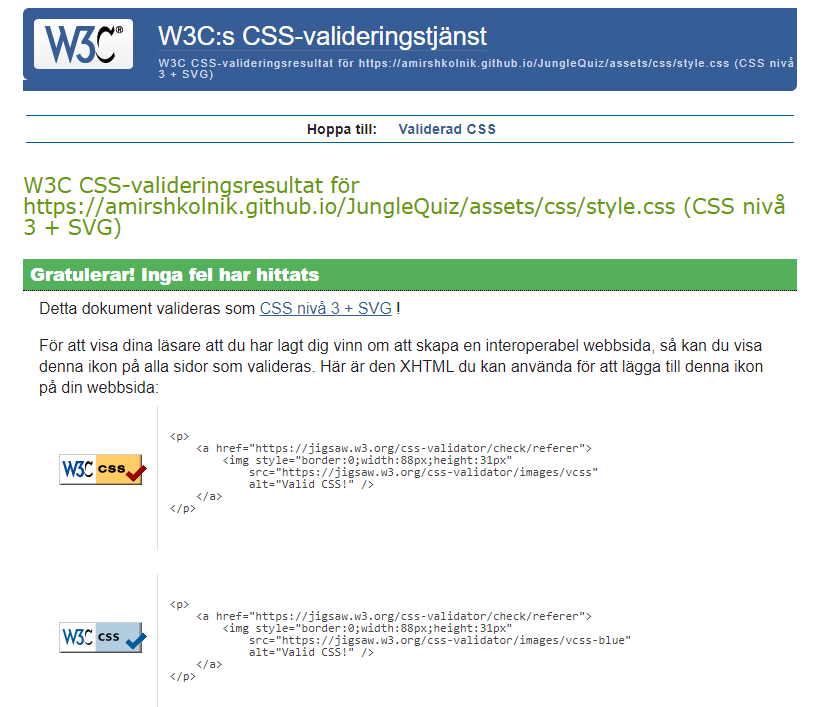 W3C®
W3C:s CSS-valideringstjänst
W3C CSS-valideringsresultat för https://amirshkolnik.github.io/JungleQuiz/assets/css/style.css (CSS nivå
3 + SVG)
Hoppa till: Validerad CSS
W3C CSS-valideringsresultat för
https://amirshkolnik.github.io/JungleQuiz/assets/css/style.css (CSS nivå
3 + SVG)
Gratulerar! Inga fel har hittats
Detta dokument valideras som CSS nivå 3 + SVG !
För att visa dina läsare att du har lagt dig vinn om att skapa en interoperabel webbsida, så kan du visa
denna ikon på alla sidor som valideras. Här är den XHTML du kan använda för att lägga till denna ikon
på din webbsida:
W3C css
<p>
<a href="https://jigsaw.w3.org/css-validator/check/referer">
<img style="border:0;width:88px;height:31px"
src="https://jigsaw.w3.org/css-validator/images/vcss"
alt="Valid CSS!" />
</a>
</p>
W3C css
<p>
<a href="https://jigsaw.w3.org/css-validator/check/referer">
<img style="border:0;width:88px;height:31px"
src="https://jigsaw.w3.org/css-validator/images/vcss-blue"
alt="Valid CSS!" />
</a>
</p>